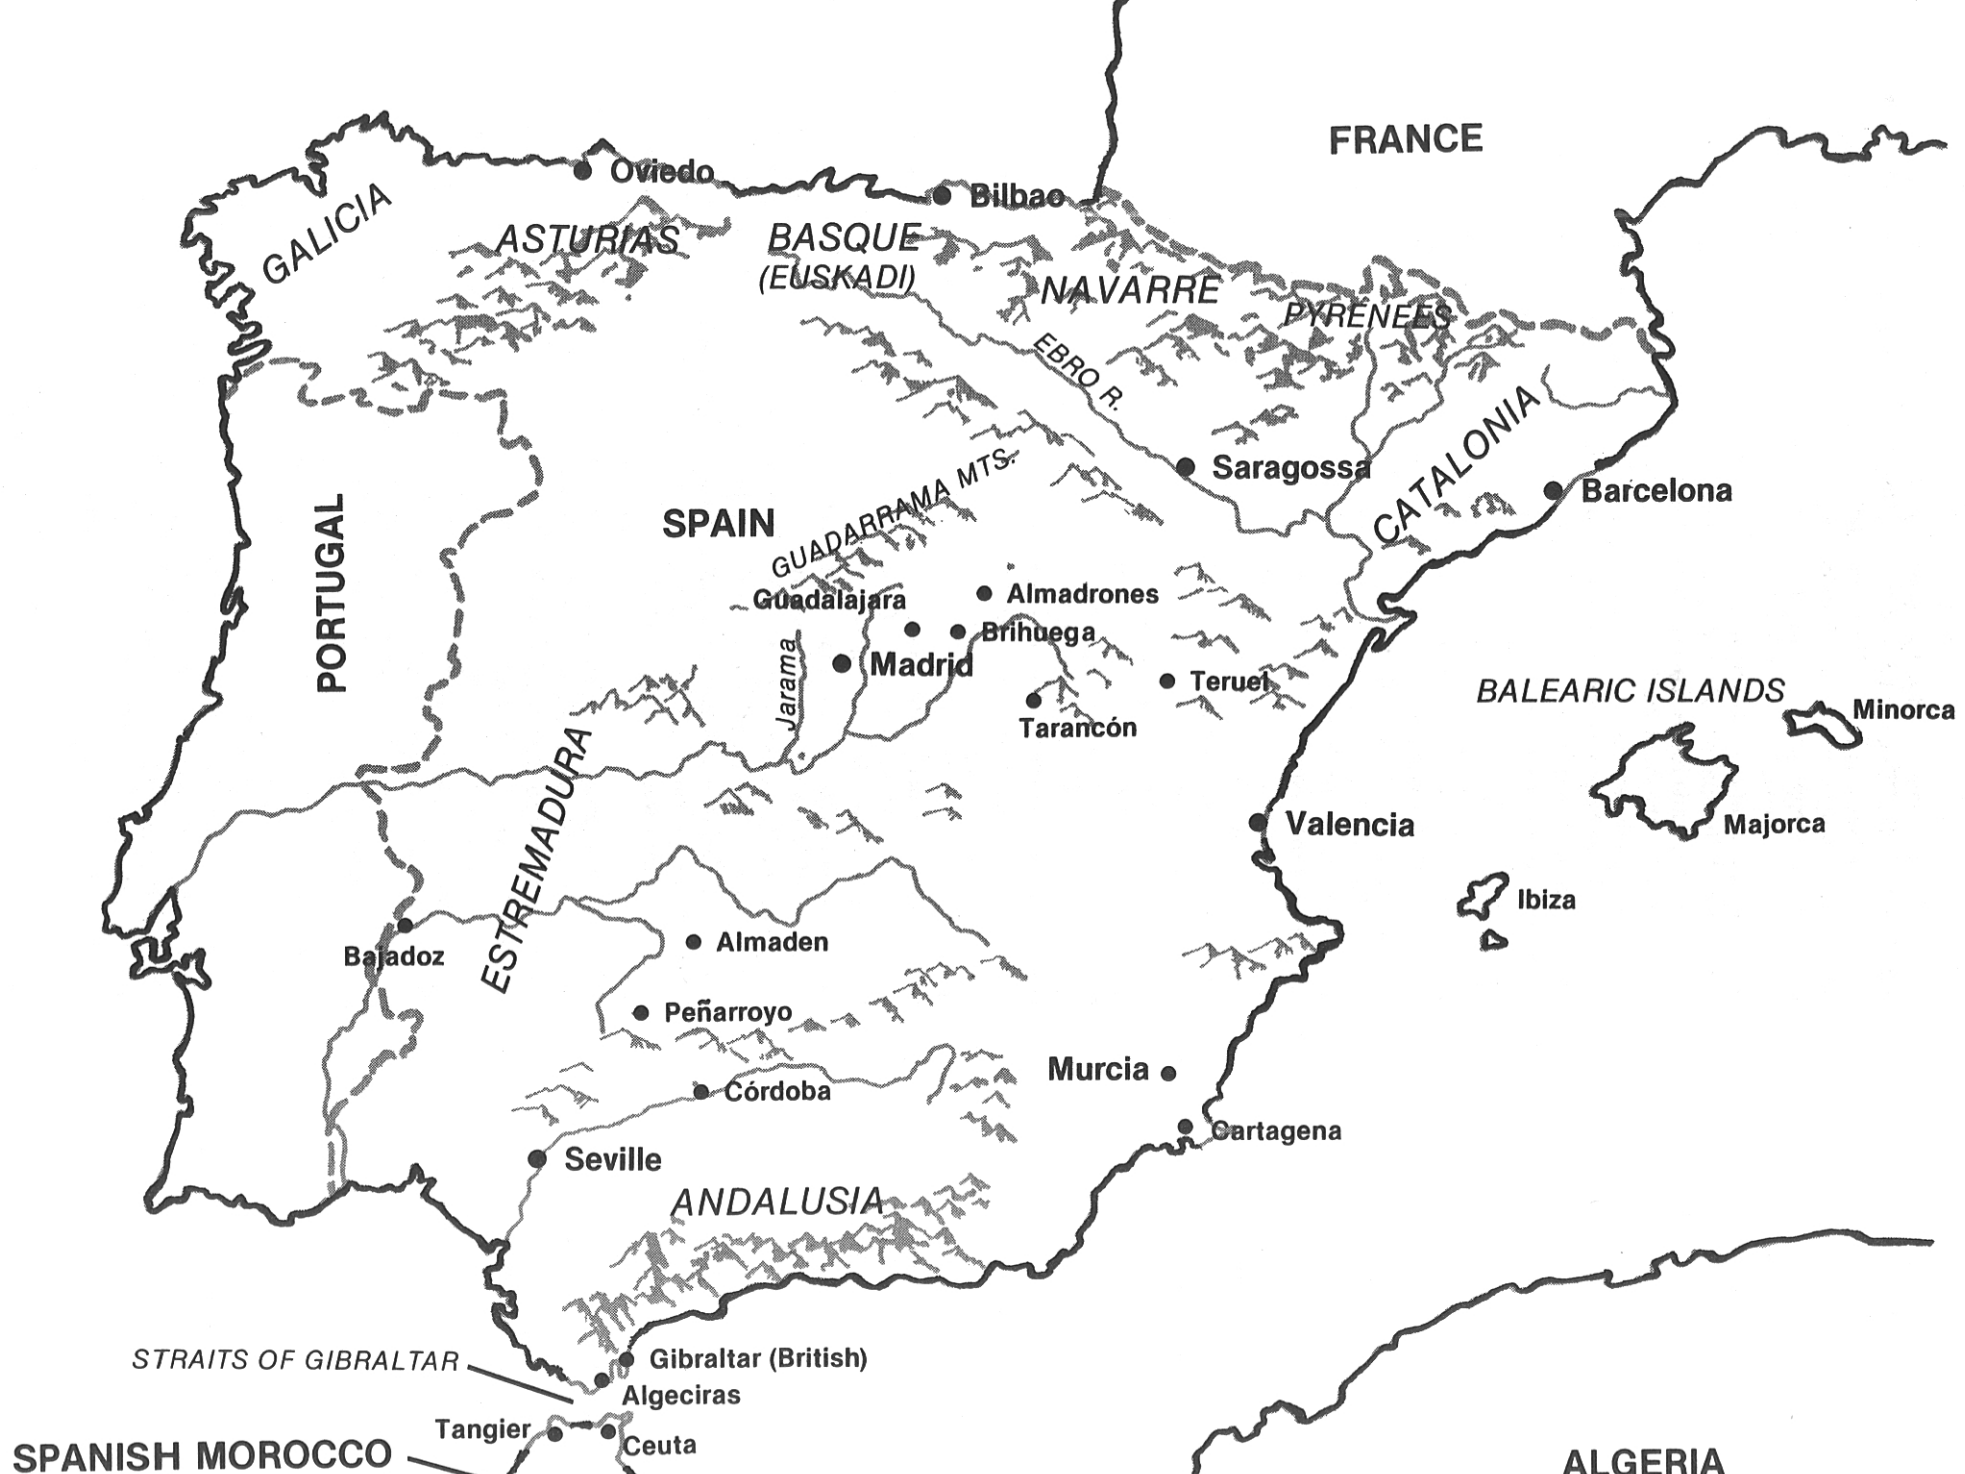 FRANCE
Oviedo
Bilbao
GALICIA
ASTURIAS
BASQUE
(EUSKADI)
NAVARRE
PYRÉNEES
EBRO R.
CATALONIA
Saragossa
Barcelona
GUADARRAMA MTS.
SPAIN
PORTUGAL
Guadalajara
Almadrones
Brihuega
Madrid
Jarama
Teruel
Tarancón
BALEARIC ISLANDS
Minorca
Majorca
Ibiza
Valencia
ESTREMADURA
Bajadoz
Almaden
Peñarroyo
Córdoba
Murcia
Cartagena
Seville
ANDALUSIA
STRAITS OF GIBRALTAR
Gibraltar (British)
Algeciras
Tangier
Ceuta
SPANISH MOROCCO
ALGERIA